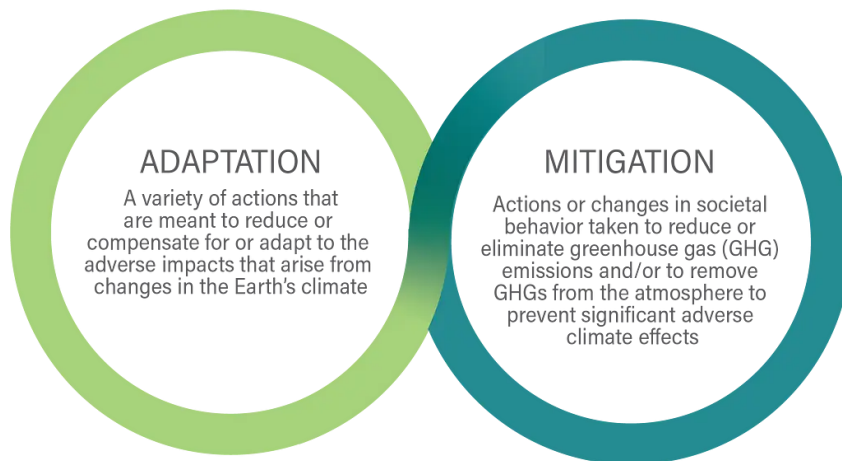 ADAPTATION
A variety of actions that
are meant to reduce or
compensate for or adapt to the
adverse impacts that arise from
changes in the Earth's climate
MITIGATION
Actions or changes in societal
behavior taken to reduce or
eliminate greenhouse gas (GHG)
emissions and/or to remove
GHGs from the atmosphere to
prevent significant adverse
climate effects